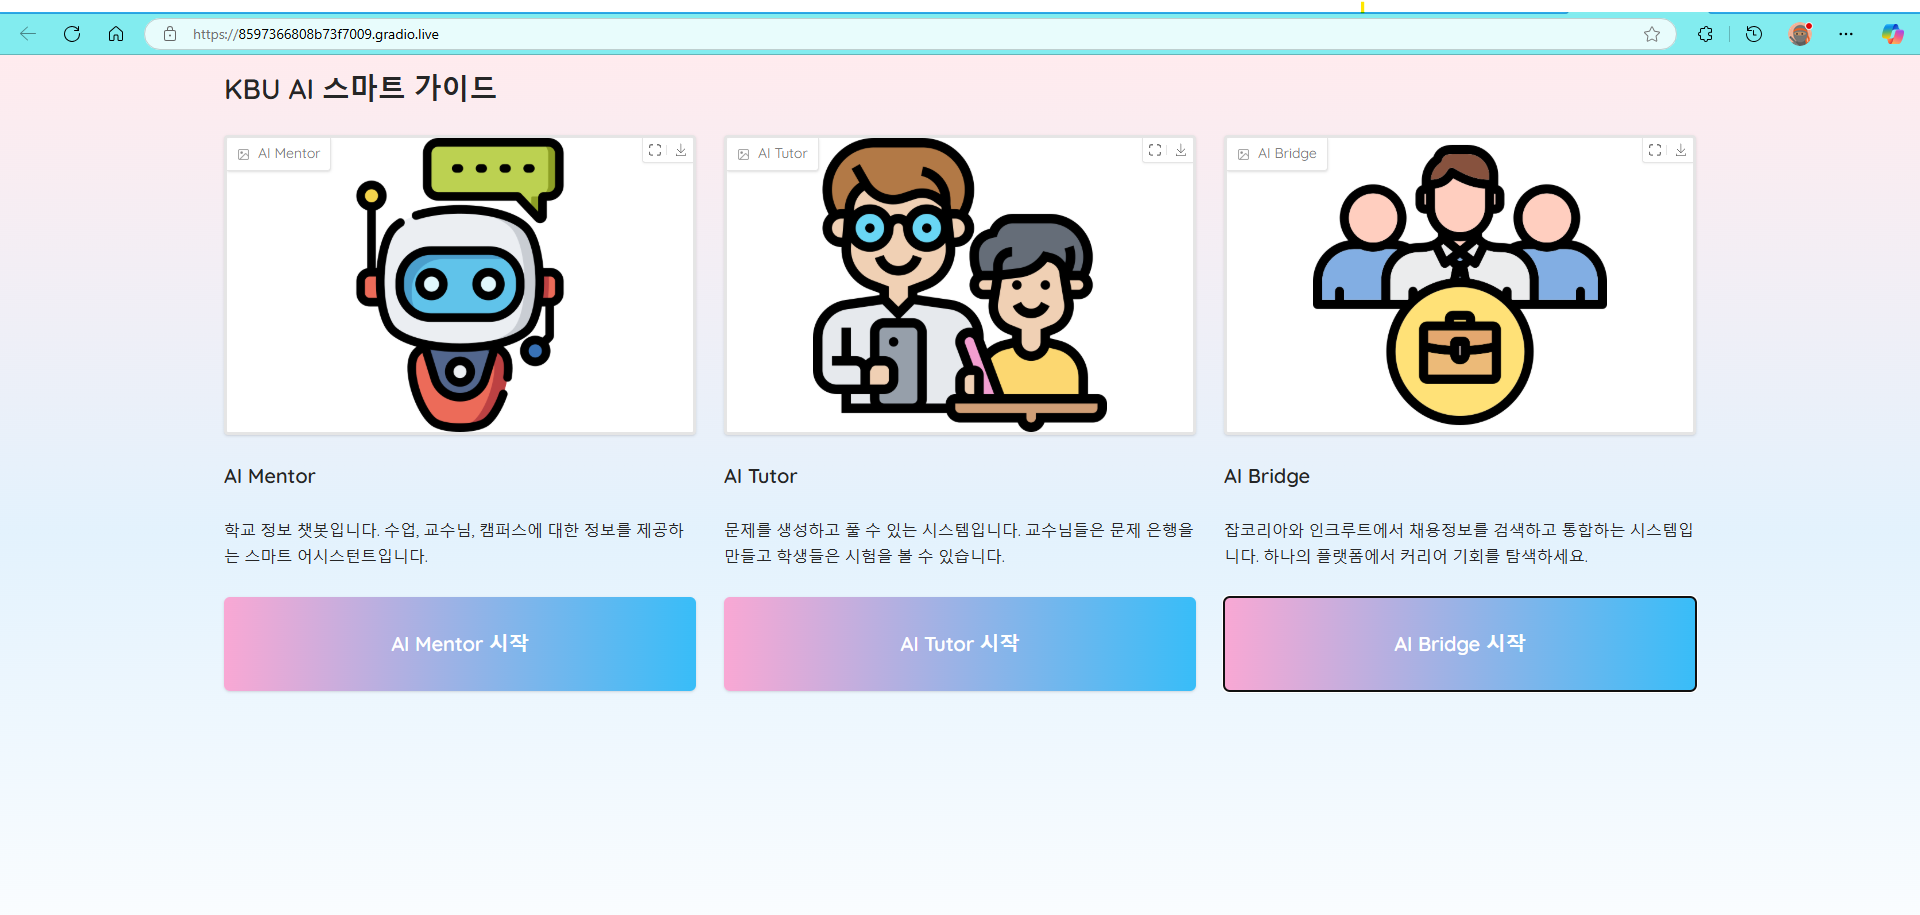 https://8597366808b73f7009.gradio.live
KBU AI 스마트 가이드
AI Mentor
AI Tutor
AI Bridge
AI Mentor
학교 정보 챗봇입니다. 수업, 교수님, 캠퍼스에 대한 정보를 제공하
는 스마트 어시스턴트입니다.
AI Mentor 시작
AI Tutor
문제를 생성하고 풀 수 있는 시스템입니다. 교수님들은 문제 은행을
만들고 학생들은 시험을 볼 수 있습니다.
AI Tutor 시작
AI Bridge
잡코리아와 인크루트에서 채용정보를 검색하고 통합하는 시스템입
니다. 하나의 플랫폼에서 커리어 기회를 탐색하세요.
AI Bridge 시작